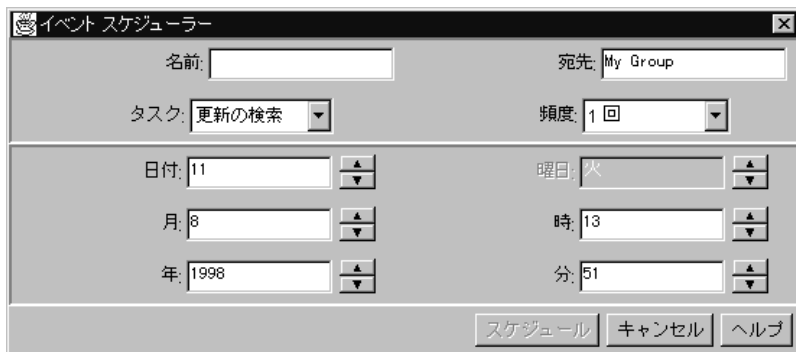 イベント スケジューラー
名前: 宛先: My Group
タスク: 更新の検索 頻度: 1 回
日付: 11 曜日: 火
月: 8 時: 13
年: 1998 分: 51
スケジュール キャンセル ヘルプ